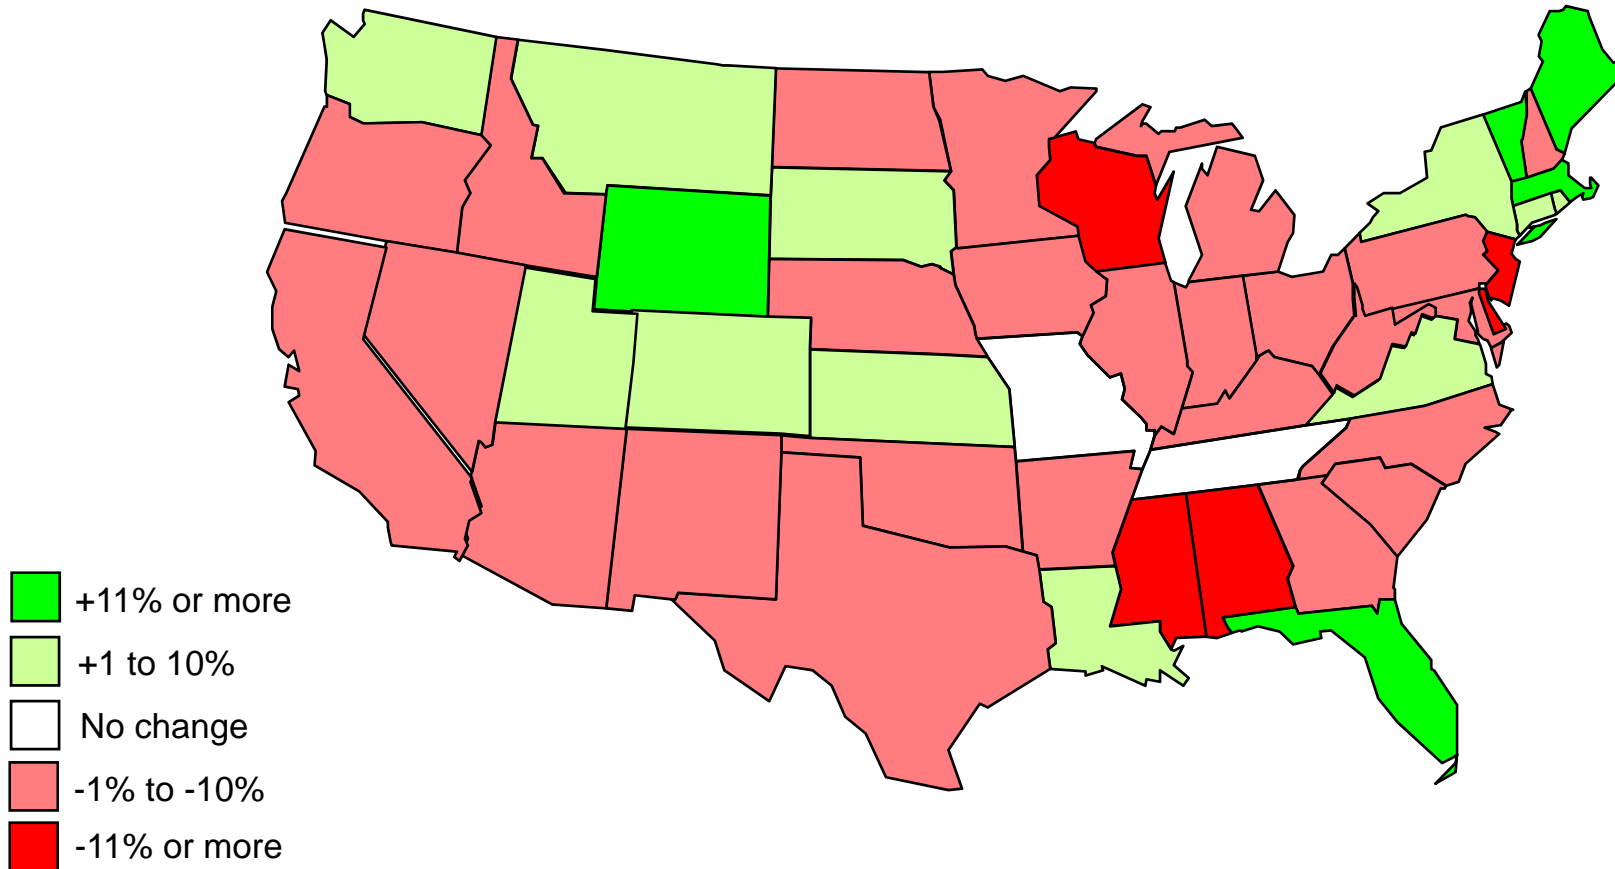 +11% or more
+1 to 10%
No change
-1% to -10%
-11% or more